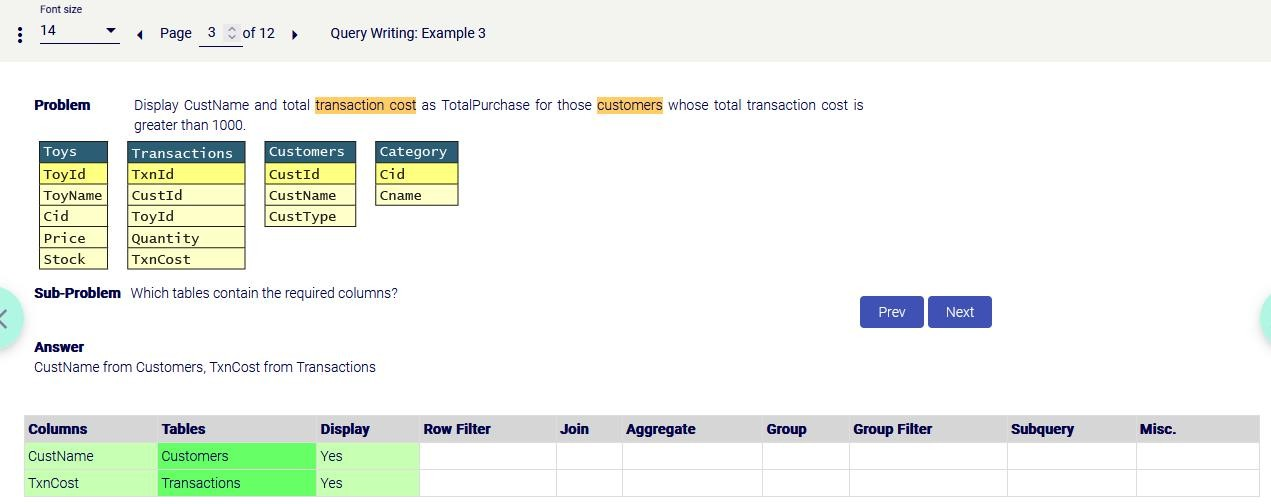 Font size
14
Page 3 of 12 Query Writing: Example 3
Problem Display CustName and total transaction cost as TotalPurchase for those customers whose total transaction cost is
greater than 1000.
Toys Transactions Customers Category
ToyId TxnId CustId Cid
ToyName CustId CustName Cname
Cid ToyId CustType
Price Quantity
Stock TxnCost
Sub-Problem Which tables contain the required columns?
Prev Next
Answer
CustName from Customers, TxnCost from Transactions
Columns Tables Display Row Filter Join Aggregate Group Group Filter Subquery Misc.
CustName Customers Yes
TxnCost Transactions Yes